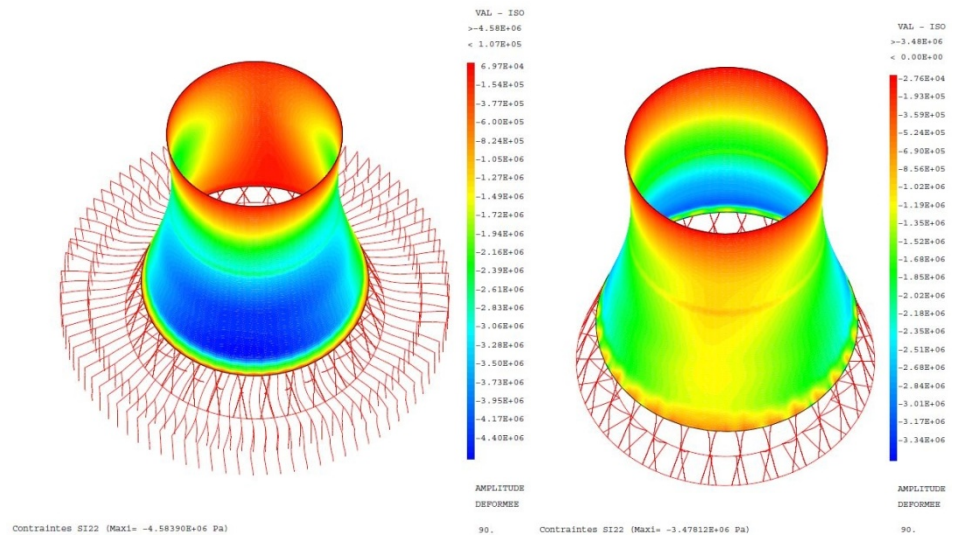 VAL - ISO
>-4.58E+06
< 1.07E+05
6.97E+04
-1.54E+05
-3.77E+05
-6.00E+05
-8.24E+05
-1.05E+06
-1.27E+06
-1.49E+06
-1.72E+06
-1.94E+06
-2.16E+06
-2.39E+06
-2.61E+06
-2.83E+06
-3.06E+06
-3.28E+06
-3.50E+06
-3.73E+06
-3.95E+06
-4.17E+06
-4.40E+06
AMPLITUDE
DEFORMEE
90.
Contraintes SI22 (Maxi= -4.58390E+06 Pa)
VAL - ISO
>-3.48E+06
< 0.00E+00
-2.76E+04
-1.93E+05
-3.59E+05
-5.24E+05
-6.90E+05
-8.56E+05
-1.02E+06
-1.19E+06
-1.35E+06
-1.52E+06
-1.68E+06
-1.85E+06
-2.02E+06
-2.18E+06
-2.35E+06
-2.51E+06
-2.68E+06
-2.84E+06
-3.01E+06
-3.17E+06
-3.34E+06
AMPLITUDE
DEFORMEE
90.
Contraintes SI22 (Maxi= -3.47812E+06 Pa)